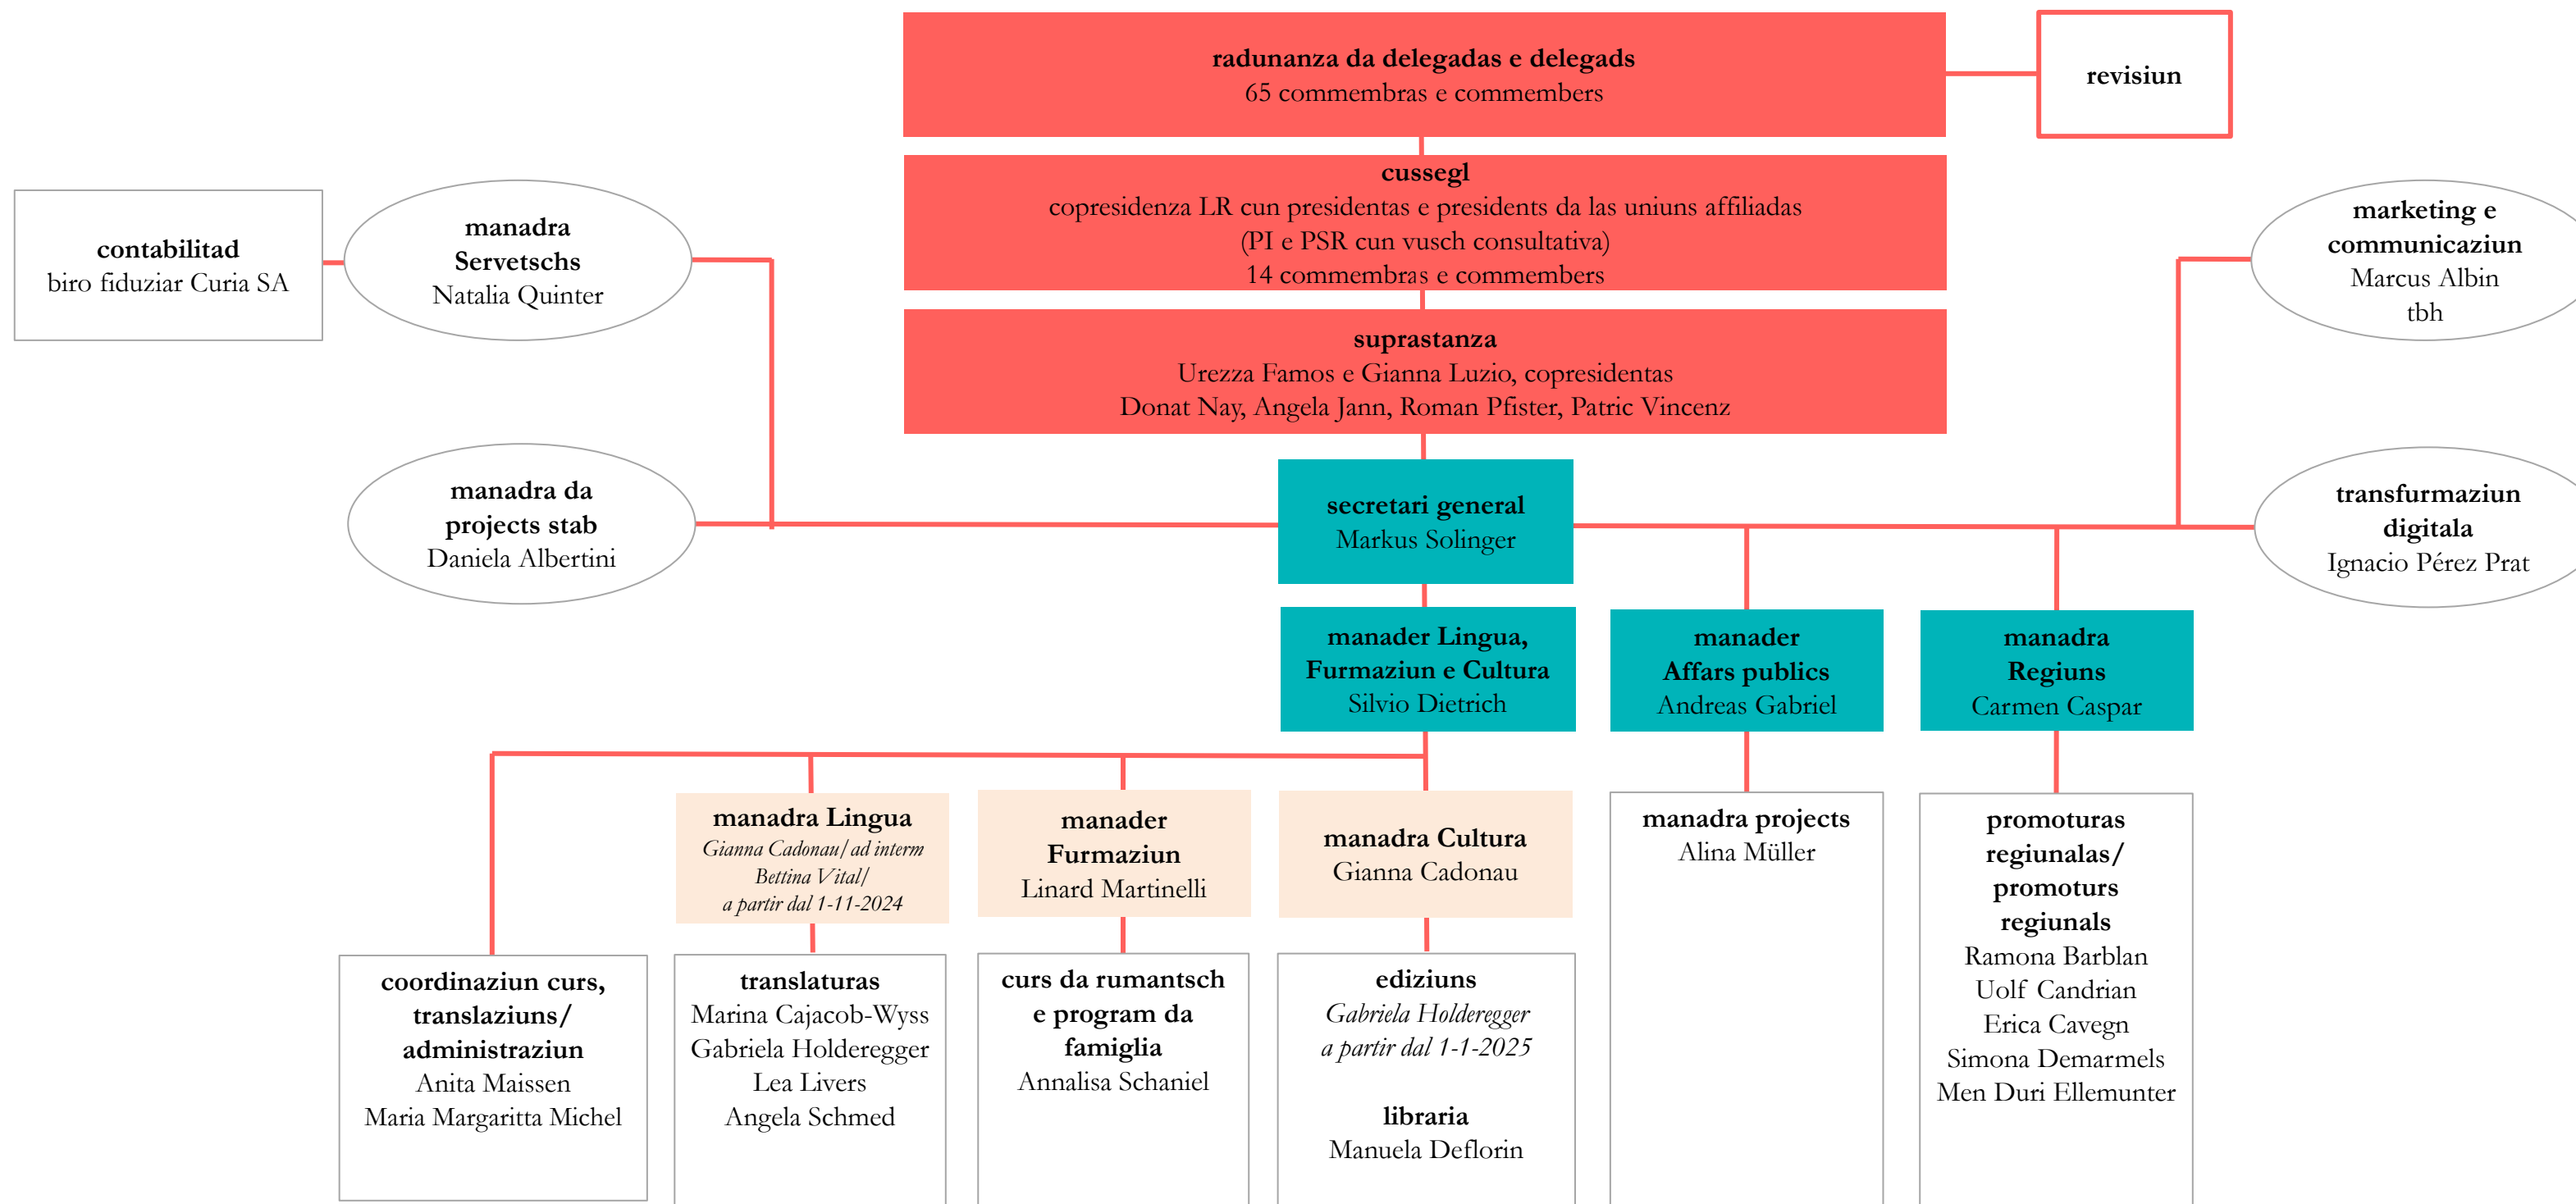 radunanza da delegadas e delegads
65 commembras e commembers
revisiun
cussegl
copresidenza LR cun presidentas e presidents da las uniuns affiliadas
(PI e PSR cun vusch consultativa)
14 commembras e commembers
contabilitad
biro fiduziar Curia SA
manadra
Servetschs
Natalia Quinter
marketing e
communicaziun
Marcus Albin
tbh
suprastanza
Urezza Famos e Gianna Luzio, copresidentas
Donat Nay, Angela Jann, Roman Pfister, Patric Vincenz
manadra da
projects stab
Daniela Albertini
secretari general
Markus Solinger
transfurmaziun
digitala
Ignacio Pérez Prat
manader Lingua,
Furmaziun e Cultura
Silvio Dietrich
manader
Affars publics
Andreas Gabriel
manadra
Regiuns
Carmen Caspar
manadra Lingua
Gianna Cadonau/ad interm
Bettina Vital/
a partir dal 1-11-2024
manader
Furmaziun
Linard Martinelli
manadra Cultura
Gianna Cadonau
manadra projects
Alina Müller
promoturas
regiunalas/
promoturs
regiunals
Ramona Barblan
Uolf Candrian
Erica Cavegn
Simona Demarmels
Men Duri Ellemunter
coordinaziun curs,
translaziuns/
administraziun
Anita Maissen
Maria Margaritta Michel
translaturas
Marina Cajacob-Wyss
Gabriela Holderegger
Lea Livers
Angela Schmed
curs da rumantsch
e program da
famiglia
Annalisa Schaniel
ediziuns
Gabriela Holderegger
a partir dal 1-1-2025
libraria
Manuela Deflorin